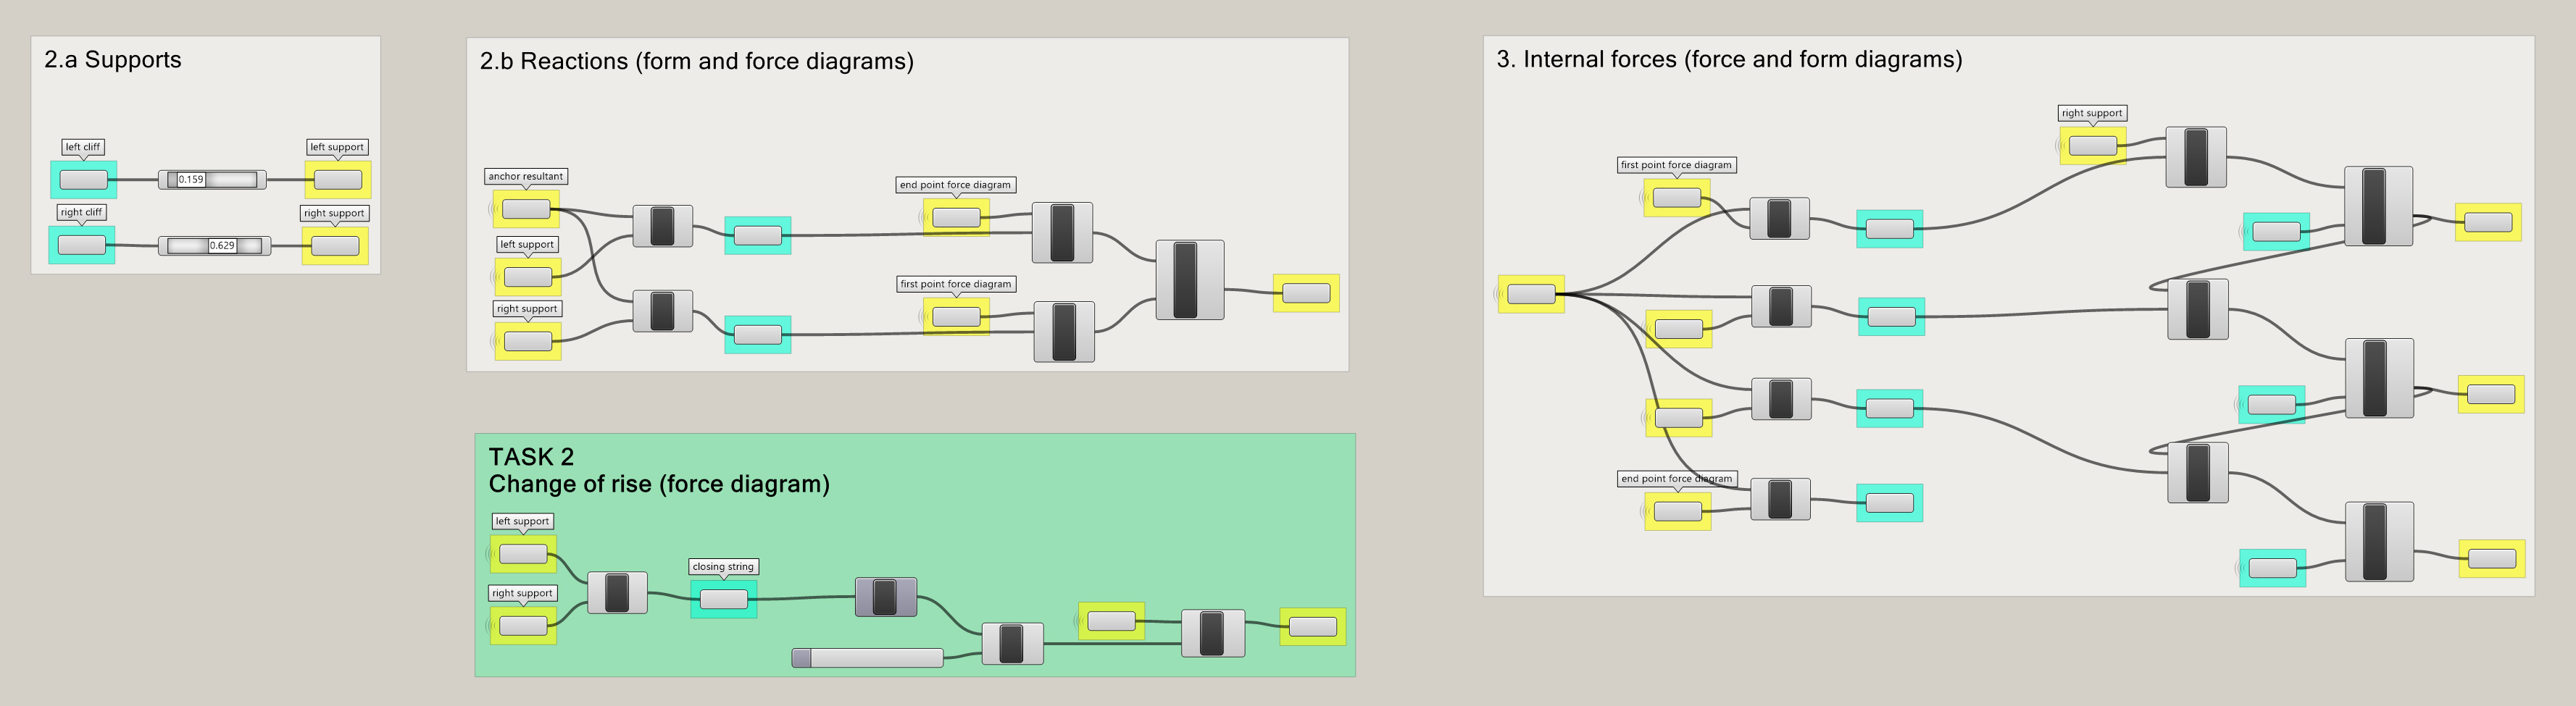 2.a Supports
left cliff
0.159
left support
right cliff
0.629
right support
2.b Reactions (form and force diagrams)
anchor resultant
left support
right support
end point force diagram
first point force diagram
TASK 2
Change of rise (force diagram)
left support
right support
closing string
3. Internal forces (force and form diagrams)
right support
first point force diagram
end point force diagram